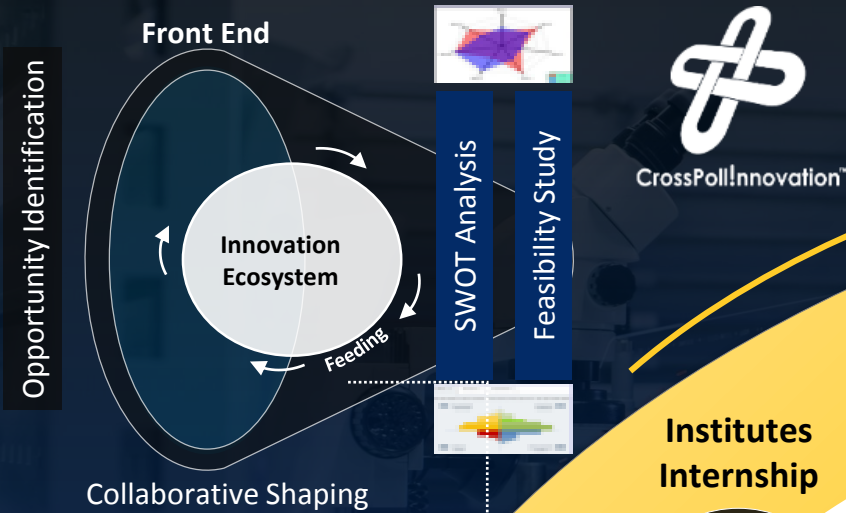 Front End
Opportunity Identification
Innovation
Ecosystem
Feeding
SWOT Analysis
Feasibility Study
CrossPoll!nnovation™
Institutes
Internship
Collaborative Shaping